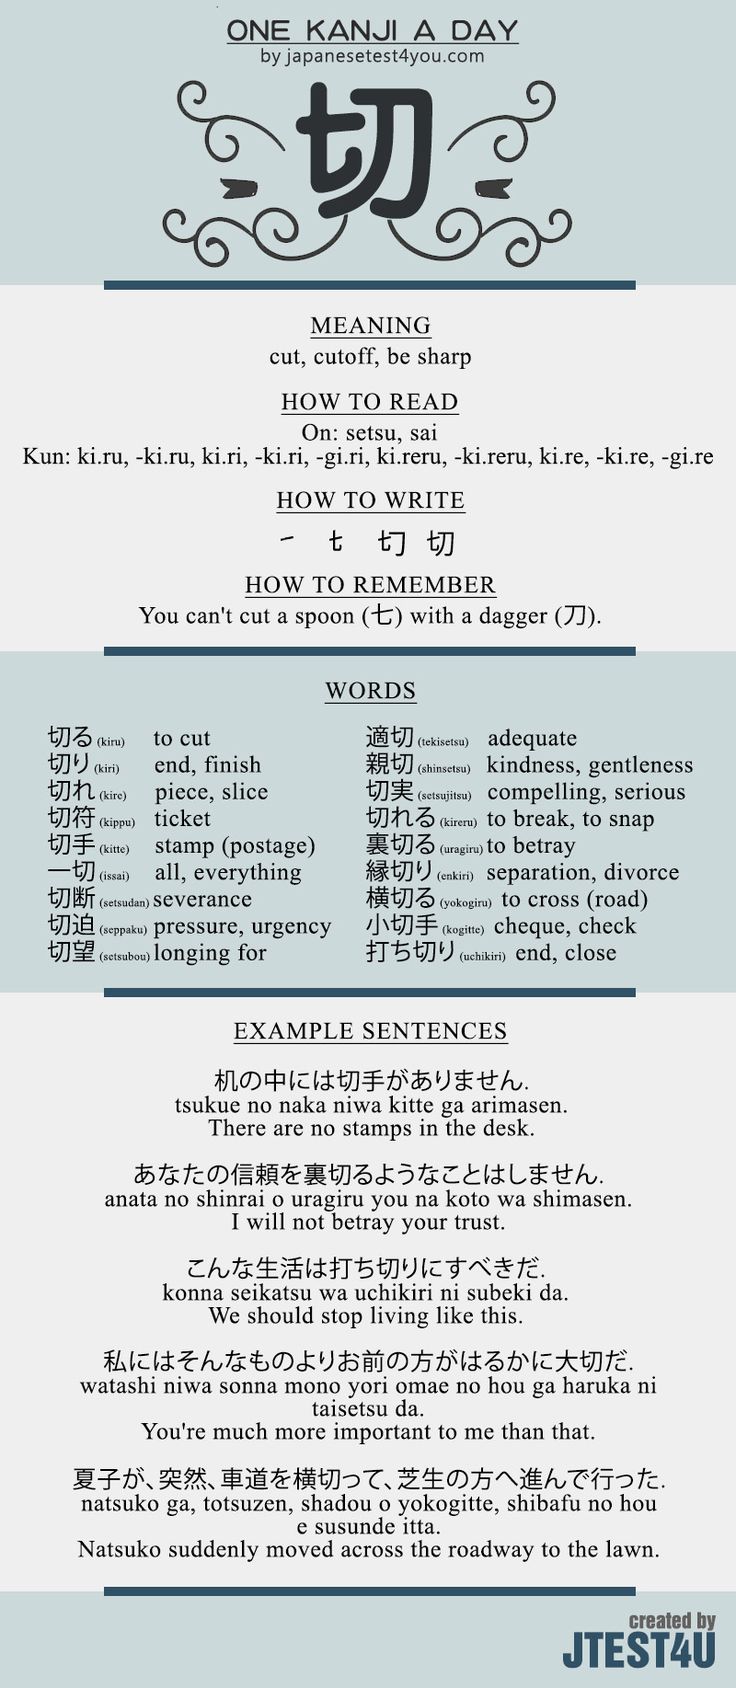 ONE KANJI A DAY
by japanesetest4you.com
切
MEANING
cut, cutoff, be sharp
HOW TO READ
On: setsu, sai
Kun: ki.ru, -ki.ru, ki.ri, -ki.ri, -gi.ri, ki.reru, -ki.reru, ki.re, -ki.re, -gi.re
HOW TO WRITE
㇀ 七 切 切
HOW TO REMEMBER
You can't cut a spoon (七) with a dagger (刀).
WORDS
切る (kiru) to cut
切り (kiri) end, finish
切れ (kire) piece, slice
切符 (kippu) ticket
切手 (kitte) stamp (postage)
一切 (issai) all, everything
切断 (setsudan) severance
切迫 (seppaku) pressure, urgency
切望 (setsubou) longing for
適切 (tekisetsu) adequate
親切 (shinsetsu) kindness, gentleness
切実 (setsujitsu) compelling, serious
切れる (kireru) to break, to snap
裏切る (uragiru) to betray
縁切り (enkiri) separation, divorce
横切る (yokogiru) to cross (road)
小切手 (kogitte) cheque, check
打ち切り (uchikiri) end, close
EXAMPLE SENTENCES
机の中には切手がありません.
tsukue no naka niwa kitte ga arimasen.
There are no stamps in the desk.
あなたの信頼を裏切るようなことはしません.
anata no shinrai o uragiru you na koto wa shimasen.
I will not betray your trust.
こんな生活は打ち切りにすべきだ.
konna seikatsu wa uchikiri ni subeki da.
We should stop living like this.
私にはそんなものよりお前の方がはるかに大切だ.
watashi niwa sonna mono yori omae no hou ga haruka ni
taisetsu da.
You're much more important to me than that.
夏子が、突然、車道を横切って、芝生の方へ進んで行った.
natsuko ga, totsuzen, shadou o yokogitte, shibafu no hou
e susunde itta.
Natsuko suddenly moved across the roadway to the lawn.
created by
JTEST4U